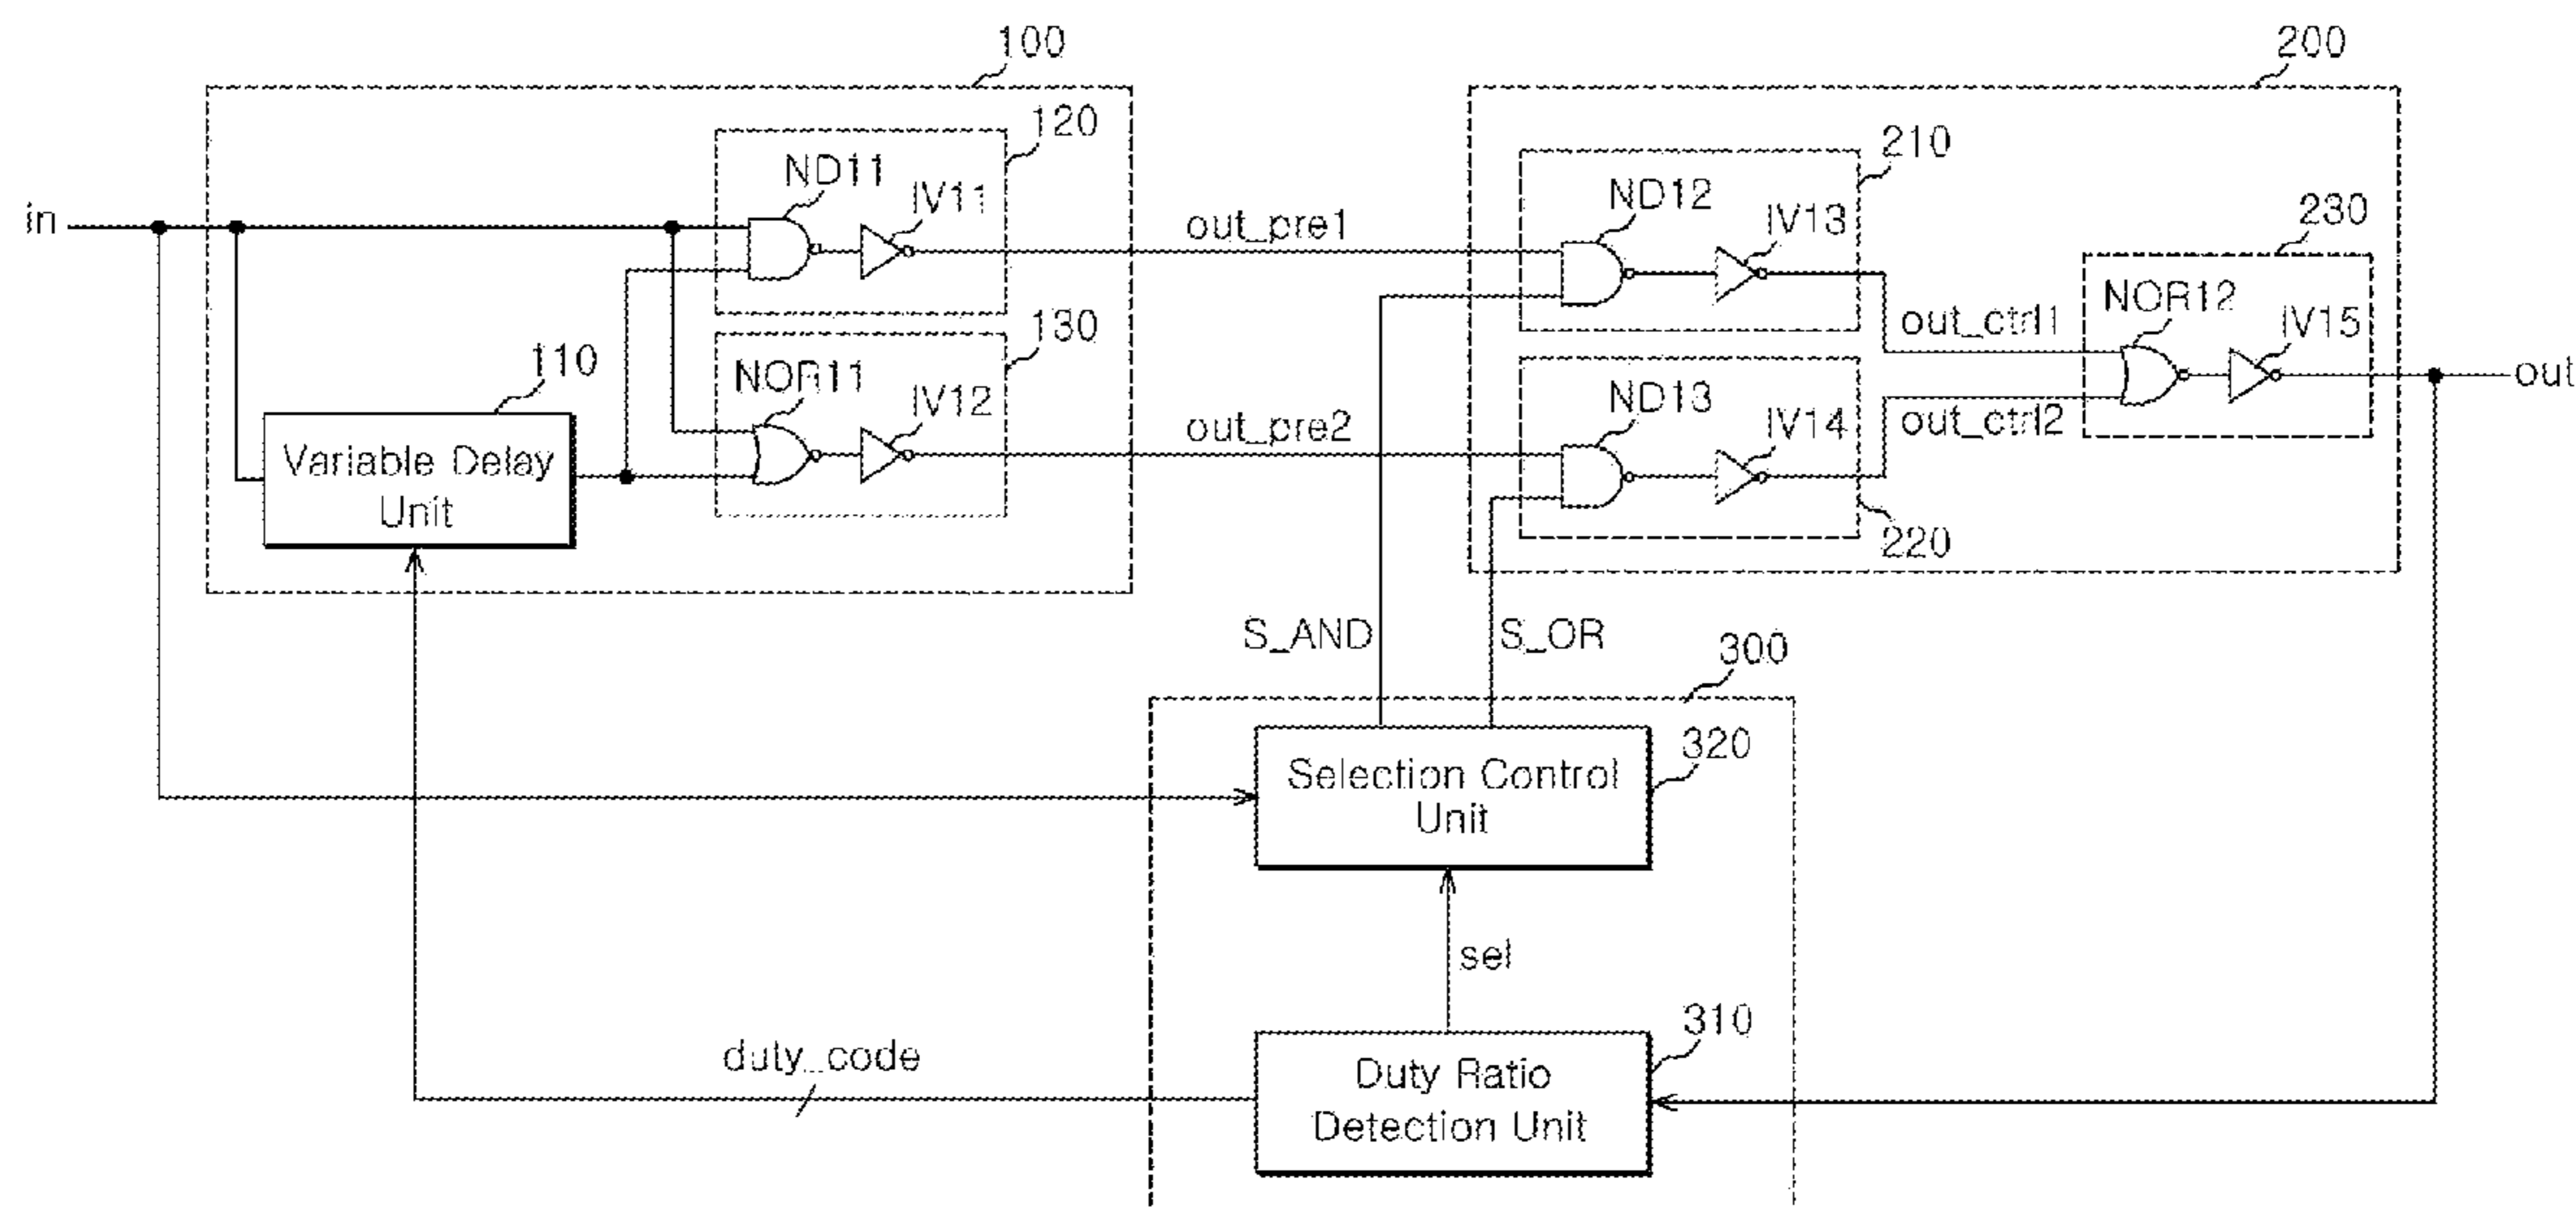 100
200
120
ND11
IV11
210
ND12
IV13
230
in
out_pre1
NOR12
IV15
out_ctrl1
130
NOR11
IV12
110
Variable Delay
Unit
out_pre2
ND13
IV14
out_ctrl2
out
220
S_AND
S_OR
300
320
Selection Control
Unit
sel
310
duty_code
Duty Ratio
Detection Unit